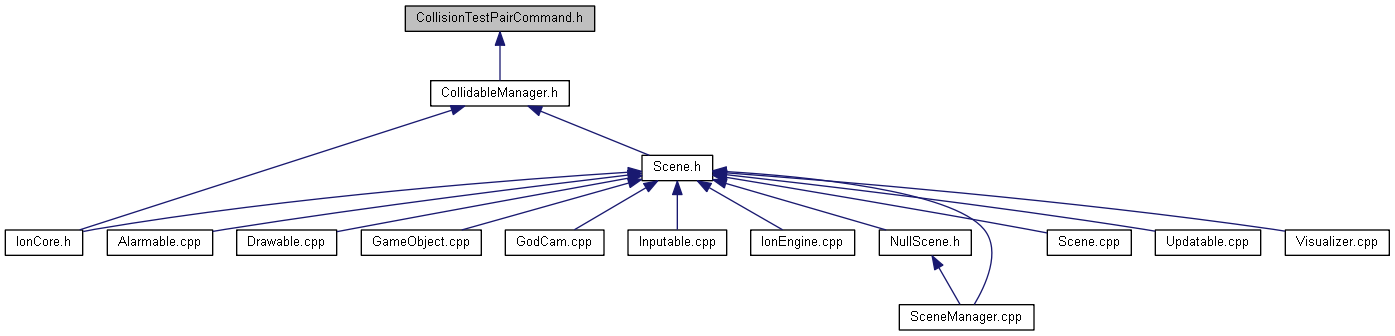 CollisionTestPairCommand.h
CollidableManager.h
Scene.h
IonCore.h
Alarmable.cpp
Drawable.cpp
GameObject.cpp
GodCam.cpp
Inputable.cpp
IonEngine.cpp
NullScene.h
Scene.cpp
Updatable.cpp
Visualizer.cpp
SceneManager.cpp